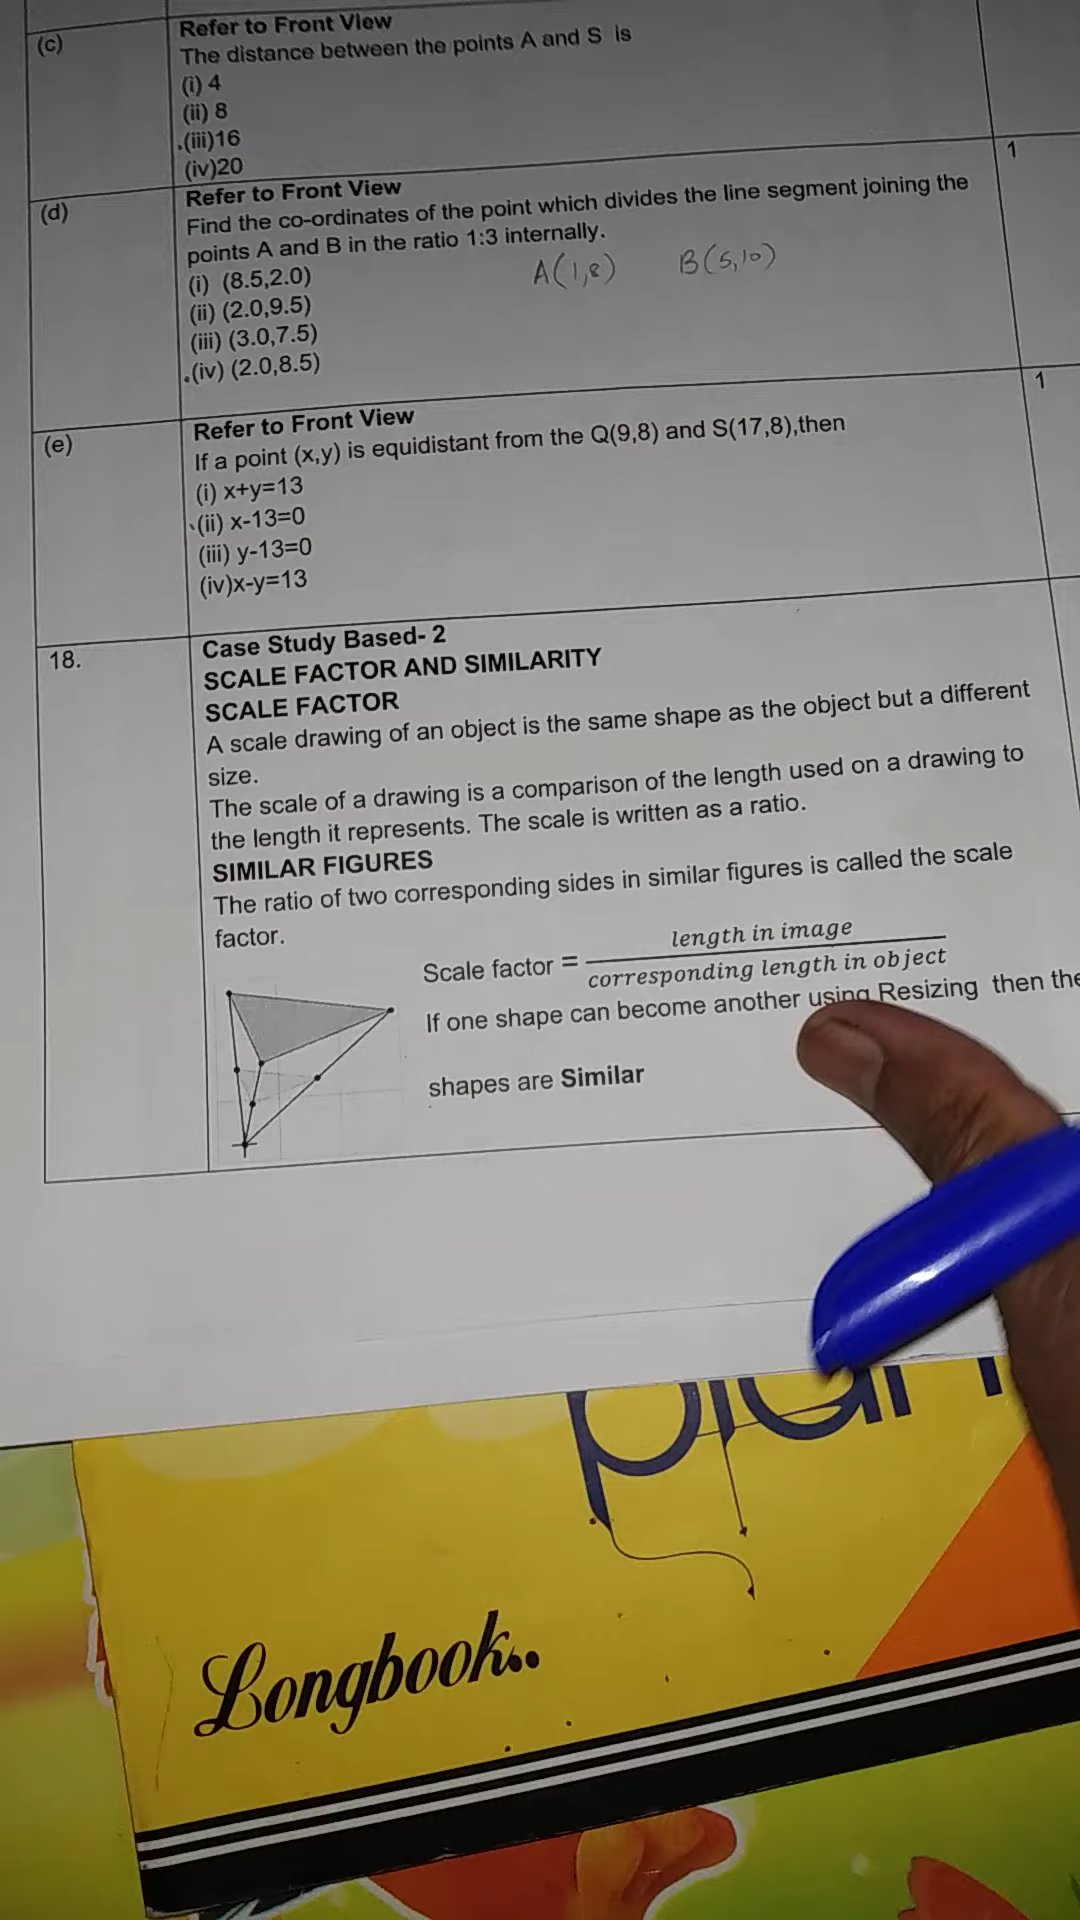 (c)
Refer to Front View
The distance between the points A and S is
(i) 4
(ii) 8
(iii)16
(iv)20
(d)
Refer to Front View
1
Find the co-ordinates of the point which divides the line segment joining the
points A and B in the ratio 1:3 internally.
(i) (8.5,2.0)
A(1,8) B(5,10)
(ii) (2.0,9.5)
(iii) (3.0,7.5)
(iv) (2.0,8.5)
(e)
Refer to Front View
1
If a point (x,y) is equidistant from the Q(9,8) and S(17,8),then
(i) x+y=13
(ii) x-13=0
(iii) y-13=0
(iv)x-y=13
18.
Case Study Based- 2
SCALE FACTOR AND SIMILARITY
SCALE FACTOR
A scale drawing of an object is the same shape as the object but a different
size.
The scale of a drawing is a comparison of the length used on a drawing to
the length it represents. The scale is written as a ratio.
SIMILAR FIGURES
The ratio of two corresponding sides in similar figures is called the scale
factor.
Scale factor = length in image
corresponding length in object
If one shape can become another using Resizing then the
shapes are Similar
Longbook..